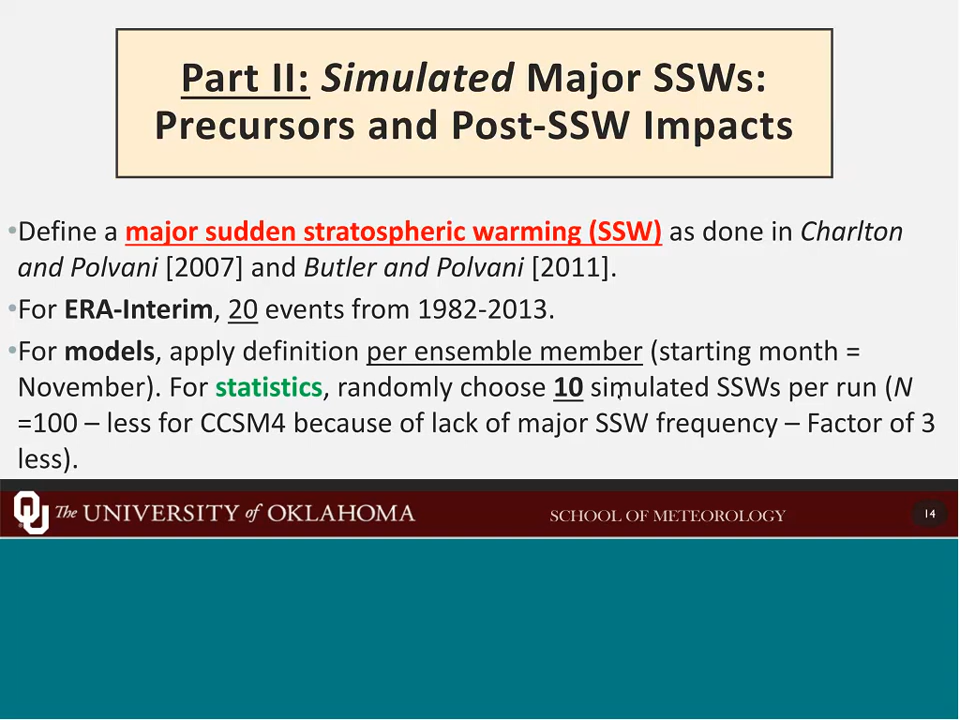 Part II: Simulated Major SSWs:
Precursors and Post-SSW Impacts
•Define a major sudden stratospheric warming (SSW) as done in Charlton
and Polvani [2007] and Butler and Polvani [2011].
•For ERA-Interim, 20 events from 1982-2013.
•For models, apply definition per ensemble member (starting month =
November). For statistics, randomly choose 10 simulated SSWs per run (N
=100 – less for CCSM4 because of lack of major SSW frequency – Factor of 3
less).
OU The UNIVERSITY of OKLAHOMA SCHOOL OF METEOROLOGY 14